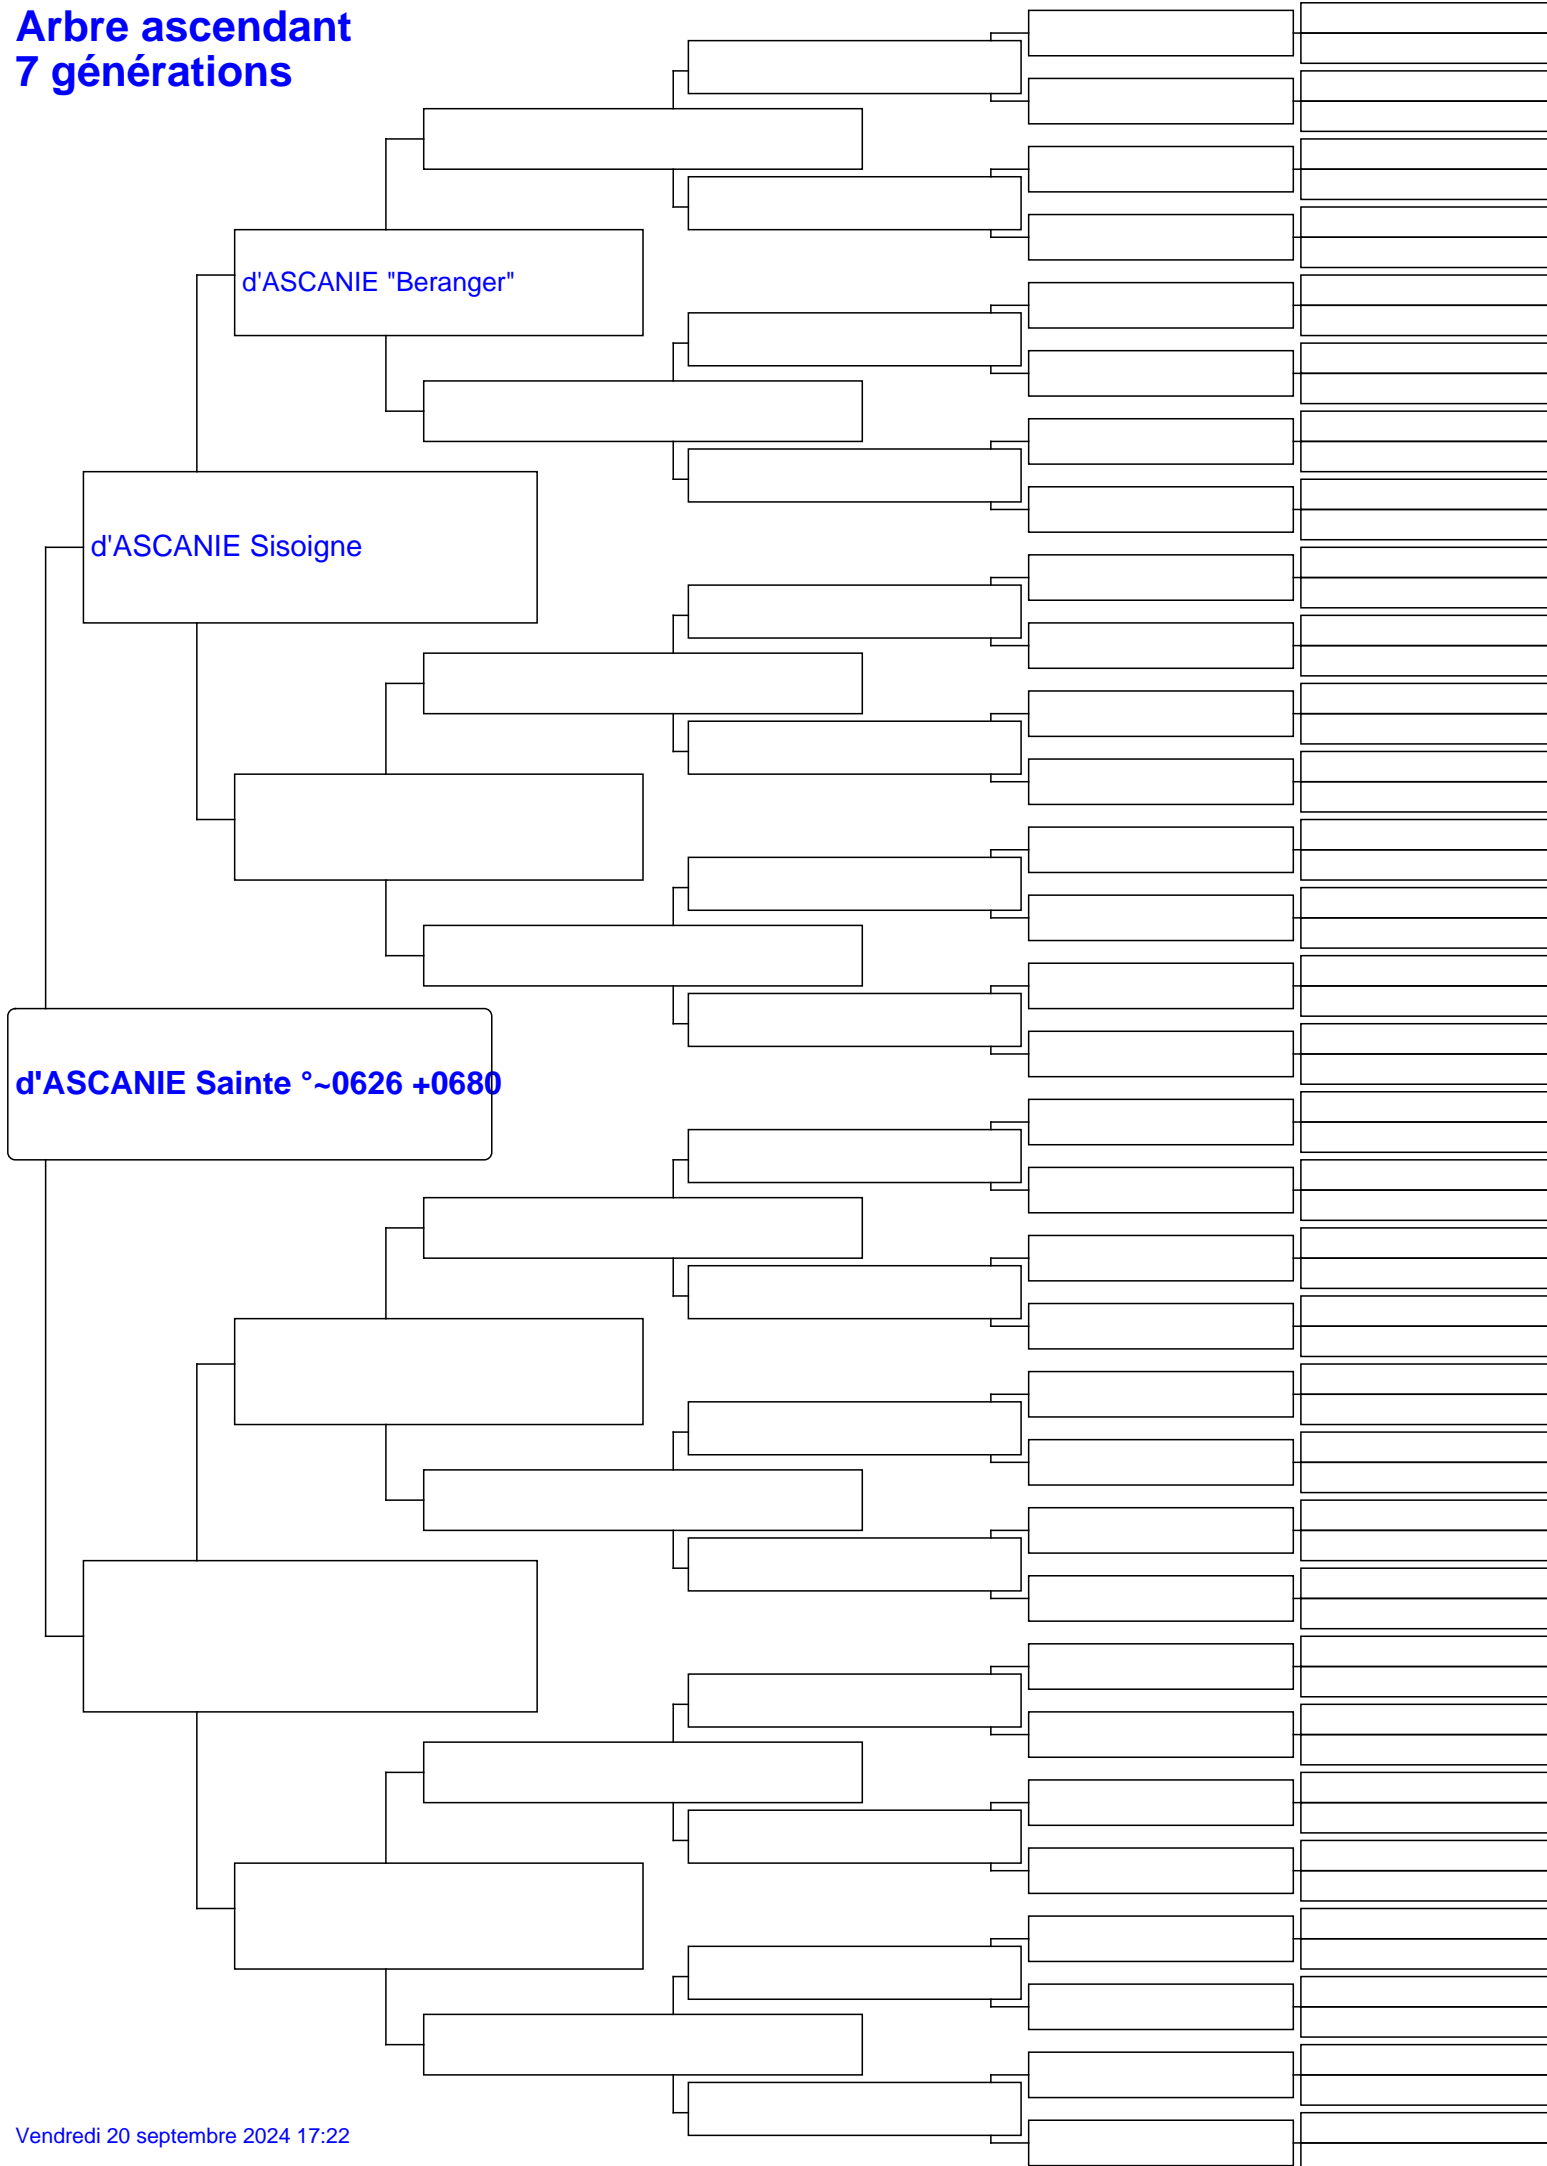 Arbre ascendant
7 générations
d'ASCANIE "Beranger"
d'ASCANIE Sisoigne
d'ASCANIE Sainte °~0626 +0680
Vendredi 20 septembre 2024 17:22